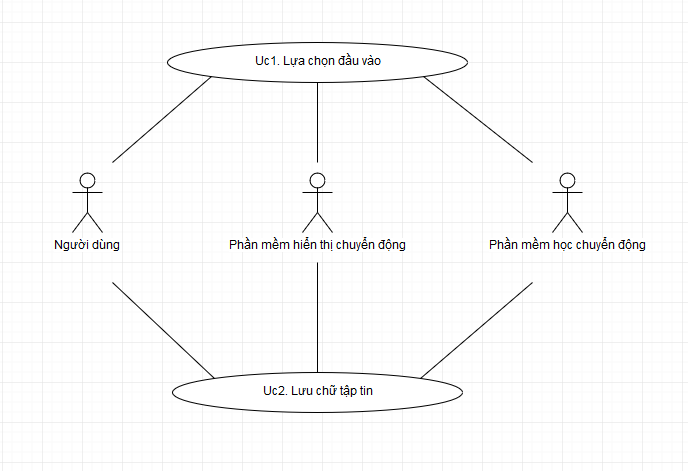 Uc1. Lựa chọn đầu vào
Người dùng
Phần mềm hiển thị chuyển động
Phần mềm học chuyển động
Uc2. Lưu chữ tập tin